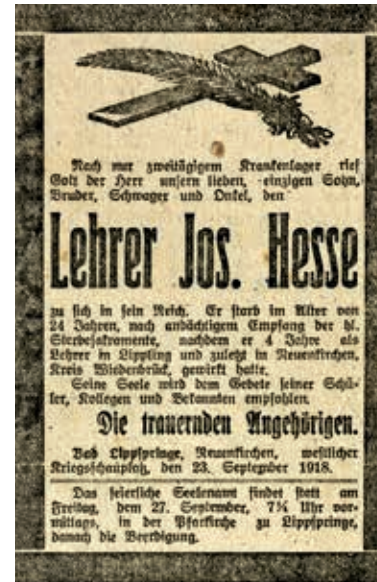 Nach nur zweitägigem Krankenlager rief
Gott der Herr unsern lieben, einzigen Sohn,
Bruder, Schwager und Onkel, den
Lehrer Jos. Hesse
zu sich in sein Reich. Er starb im Alter von
24 Jahren, nach andächtigem Empfang der hl.
Sterbesakramente, nachdem er 4 Jahre als
Lehrer in Lippling und zuletzt in Neuenkirchen,
Kreis Wiedenbrück, gewirkt hatte.
Seine Seele wird dem Gebete seiner Schü-
ler, Kollegen und Bekannten empfohlen.
Die trauernden Angehörigen.
Bad Lippspringe, Neuenkirchen, westlicher
Kriegsschauplatz, den 23. September 1918.
Das feierliche Seelenamt findet statt am
Freitag, dem 27. September, 7¾ Uhr vor-
mittags, in der Pfarrkirche zu Lippspringe,
danach die Beerdigung.